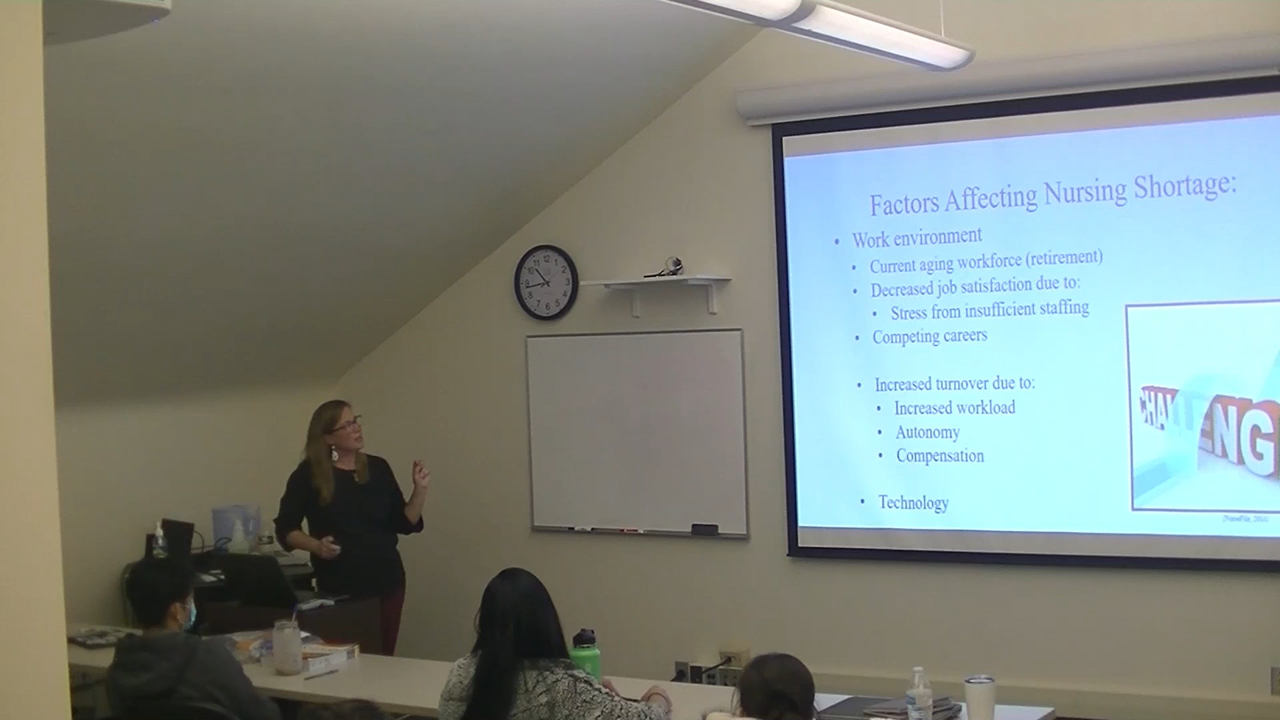 Factors Affecting Nursing Shortage:
• Work environment
• Current aging workforce (retirement)
• Decreased job satisfaction due to:
• Stress from insufficient staffing
• Competing careers
• Increased turnover due to:
• Increased workload
• Autonomy
• Compensation
• Technology